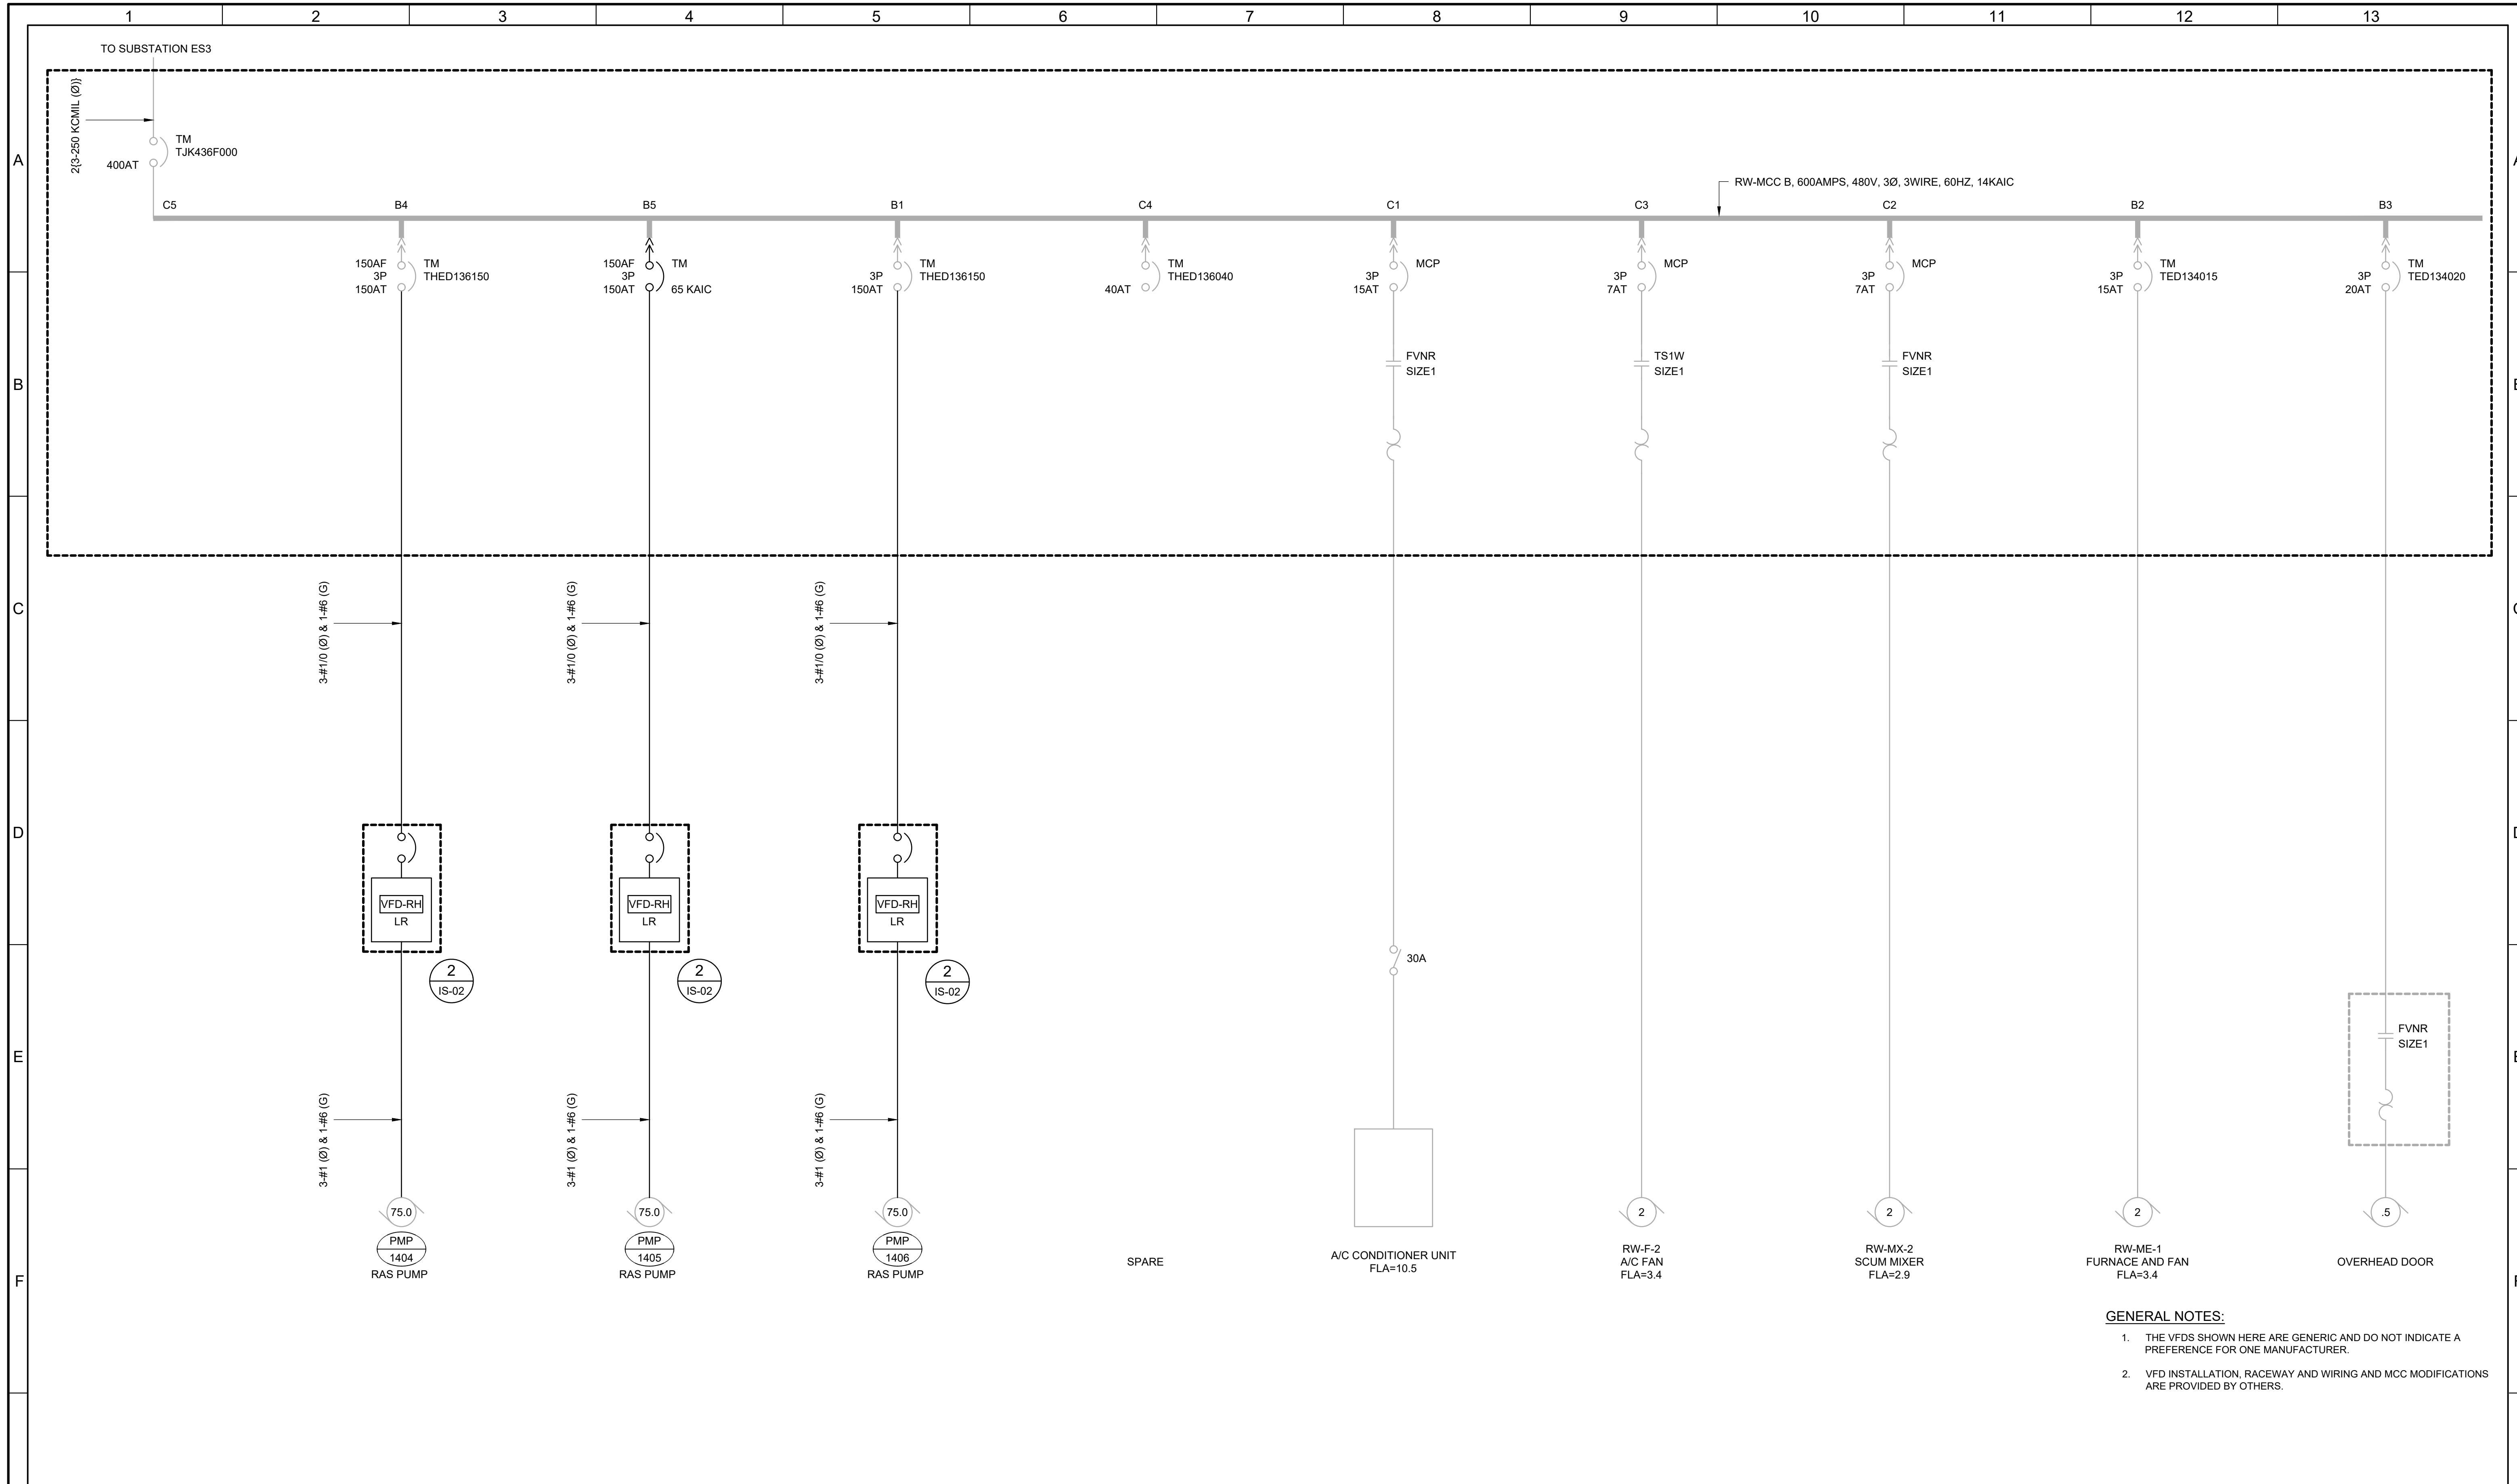 1 2 3 4 5 6 7 8 9 10 11 12 13
TO SUBSTATION ES3
2{3-250 KCMIL (Ø)}
TM
TJK436F000
400AT
A
RW-MCC B, 600AMPS, 480V, 3Ø, 3WIRE, 60HZ, 14KAIC
C5 B4 B5 B1 C4 C1 C3 C2 B2 B3
150AF
3P
150AT
TM
THED136150
150AF
3P
150AT
TM
65 KAIC
3P
150AT
TM
THED136150
40AT
TM
THED136040
3P
15AT
MCP
3P
7AT
MCP
3P
7AT
MCP
3P
15AT
TM
TED134015
3P
20AT
TM
TED134020
B
FVNR
SIZE1
TS1W
SIZE1
FVNR
SIZE1
C
3-#1/0 (Ø) & 1-#6 (G)
3-#1/0 (Ø) & 1-#6 (G)
3-#1/0 (Ø) & 1-#6 (G)
D
VFD-RH
LR
VFD-RH
LR
VFD-RH
LR
2
IS-02
2
IS-02
2
IS-02
30A
E
FVNR
SIZE1
3-#1 (Ø) & 1-#6 (G)
3-#1 (Ø) & 1-#6 (G)
3-#1 (Ø) & 1-#6 (G)
75.0
PMP
1404
RAS PUMP
75.0
PMP
1405
RAS PUMP
75.0
PMP
1406
RAS PUMP
SPARE
A/C CONDITIONER UNIT
FLA=10.5
2
RW-F-2
A/C FAN
FLA=3.4
2
RW-MX-2
SCUM MIXER
FLA=2.9
2
RW-ME-1
FURNACE AND FAN
FLA=3.4
.5
OVERHEAD DOOR
F
GENERAL NOTES:
1. THE VFDS SHOWN HERE ARE GENERIC AND DO NOT INDICATE A
PREFERENCE FOR ONE MANUFACTURER.
2. VFD INSTALLATION, RACEWAY AND WIRING AND MCC MODIFICATIONS
ARE PROVIDED BY OTHERS.